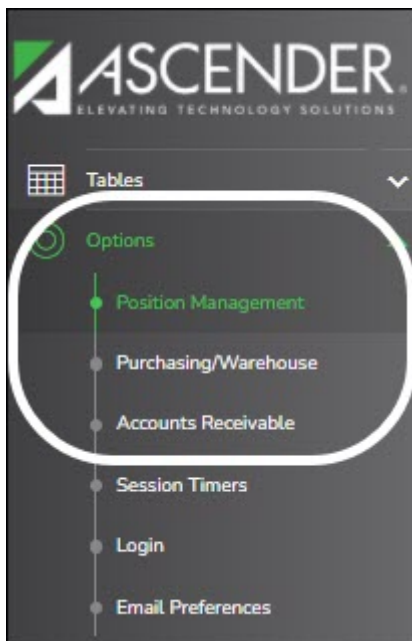 ASCENDER®
ELEVATING TECHNOLOGY SOLUTIONS
Tables
Options
Position Management
Purchasing/Warehouse
Accounts Receivable
Session Timers
Login
Email Preferences